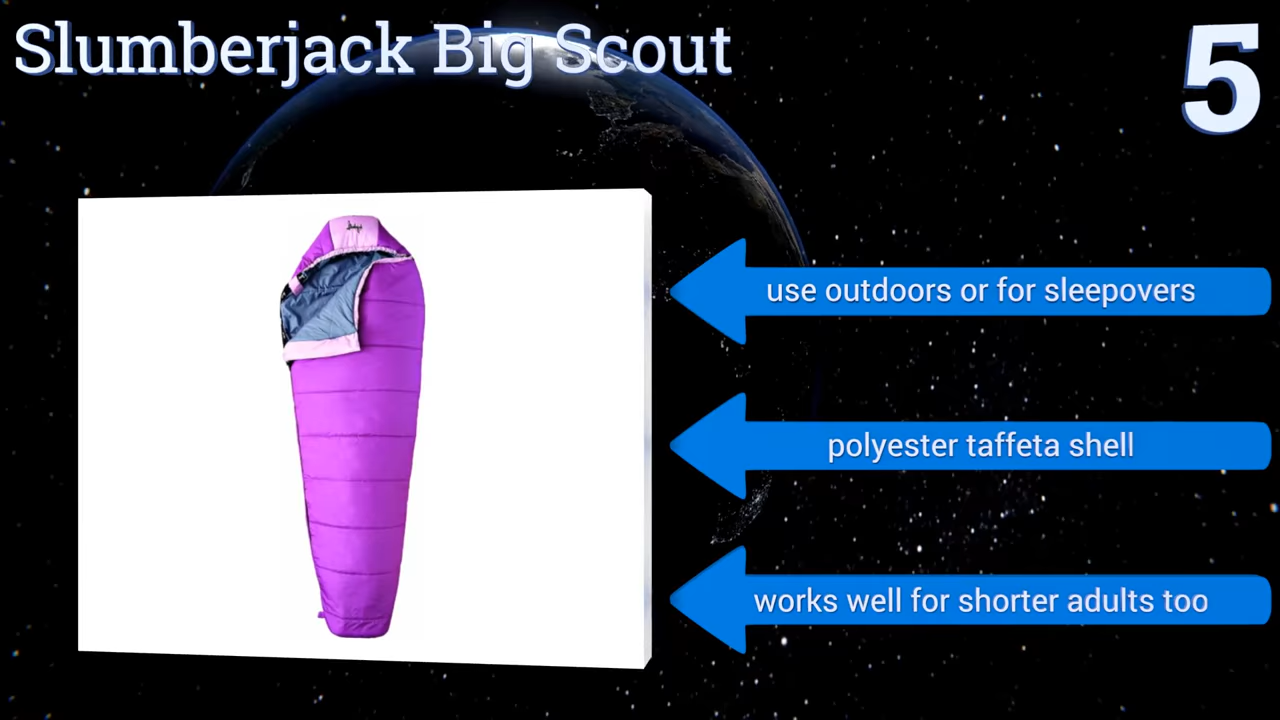 Slumberjack Big Scout
5
use outdoors or for sleepovers
polyester taffeta shell
works well for shorter adults too